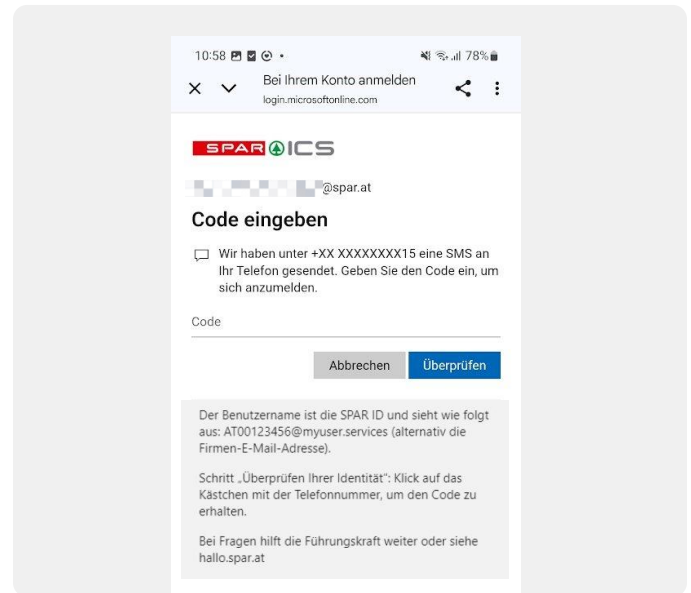 10:58
78%
Bei Ihrem Konto anmelden
login.microsoftonline.com
SPAR ICS
@spar.at
Code eingeben
Wir haben unter +XX XXXXXXXX15 eine SMS an
Ihr Telefon gesendet. Geben Sie den Code ein, um
sich anzumelden.
Code
Abbrechen
Überprüfen
Der Benutzername ist die SPAR ID und sieht wie folgt
aus: AT00123456@myuser.services (alternativ die
Firmen-E-Mail-Adresse).
Schritt „Überprüfen Ihrer Identität“: Klick auf das
Kästchen mit der Telefonnummer, um den Code zu
erhalten.
Bei Fragen hilft die Führungskraft weiter oder siehe
hallo.spar.at